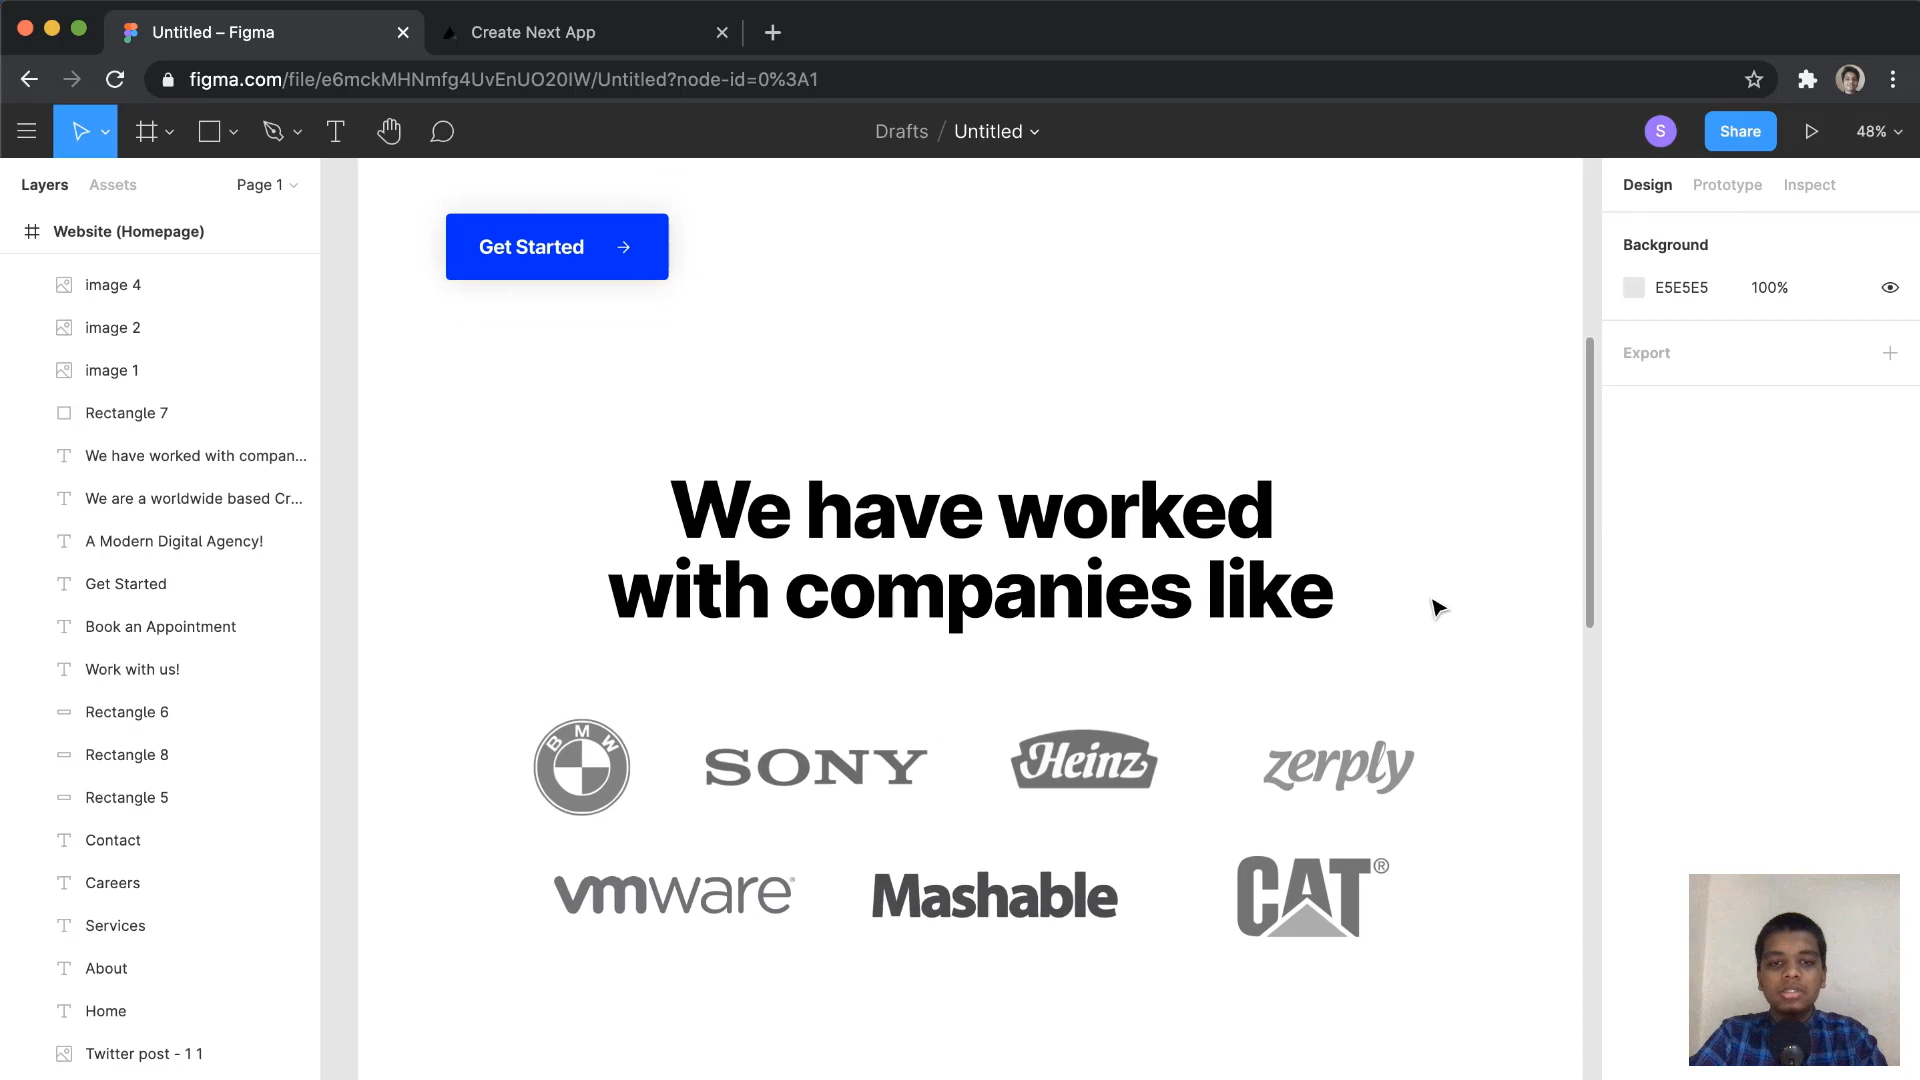 Untitled – Figma
Create Next App
figma.com/file/e6mckMHNmfg4UvEnUO20IW/Untitled?node-id=0%3A1
Drafts / Untitled
S
Share
48%
Layers
Assets
Page 1
Website (Homepage)
image 4
image 2
image 1
Rectangle 7
We have worked with compan...
We are a worldwide based Cr...
A Modern Digital Agency!
Get Started
Book an Appointment
Work with us!
Rectangle 6
Rectangle 8
Rectangle 5
Contact
Careers
Services
About
Home
Twitter post - 1 1
Get Started →
We have worked
with companies like
BMW
SONY
Heinz
zerply
vmware®
Mashable
CAT®
Design
Prototype
Inspect
Background
E5E5E5
100%
Export